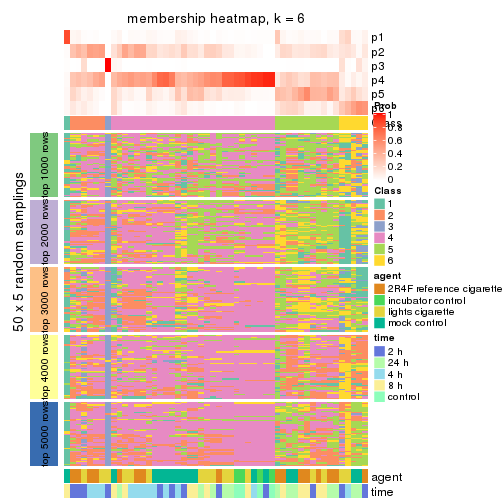 membership heatmap, k = 6
p1
p2
p3
p4
p5
p6
Class
50 x 5 random samplings
top 1000 rows
top 2000 rows
top 3000 rows
top 4000 rows
top 5000 rows
Prob
1
0.8
0.6
0.4
0.2
0
Class
1
2
3
4
5
6
agent
2R4F reference cigarette
incubator control
lights cigarette
mock control
time
2 h
24 h
4 h
8 h
control
agent
time